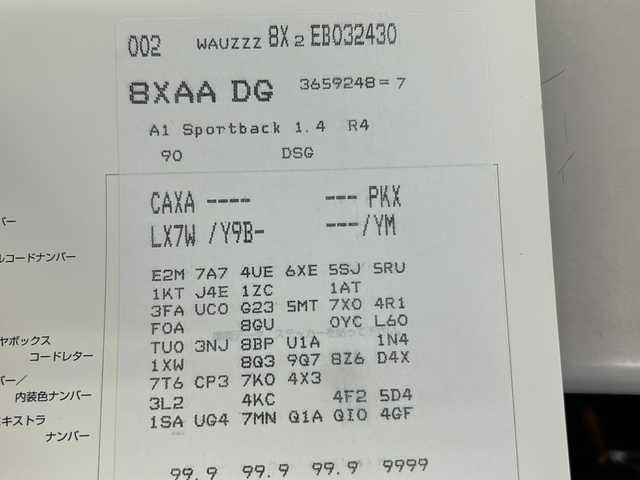 002 WAUZZZ 8X 2 EB032430
8XAA DG 3659248= 7
A1 Sportback 1.4 R4
90 DSG
CAXA ---- --- PKX
LX7W /Y9B- ---/YM
E2M 7A7 4UE 6XE 5SJ 5RU
1KT J4E 1ZC 1AT
3FA UC0 G23 5MT 7X0 4R1
F0A 8GU 0YC L60
TU0 3NJ 8BP U1A 1N4
1XW 8Q3 9Q7 8Z6 D4X
7T6 CP3 7K0 4X3
3L2 4KC 4F2 5D4
1SA UG4 7MN Q1A QI0 4GF
99.9 99.9 99.9 9999
バー
ルコードナンバー
ヤボックス
コードレター
バー／
内装色ナンバー
キストラ
ナンバー